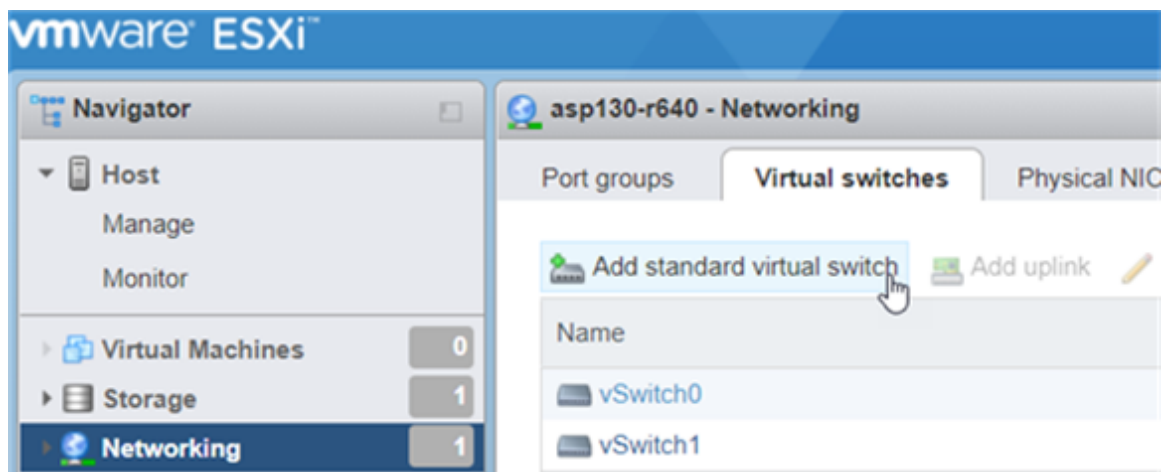 vmware® ESXi™
Navigator
Host
Manage
Monitor
Virtual Machines 0
Storage 1
Networking 1
asp130-r640 - Networking
Port groups Virtual switches Physical NIC
Add standard virtual switch Add uplink
Name
vSwitch0
vSwitch1